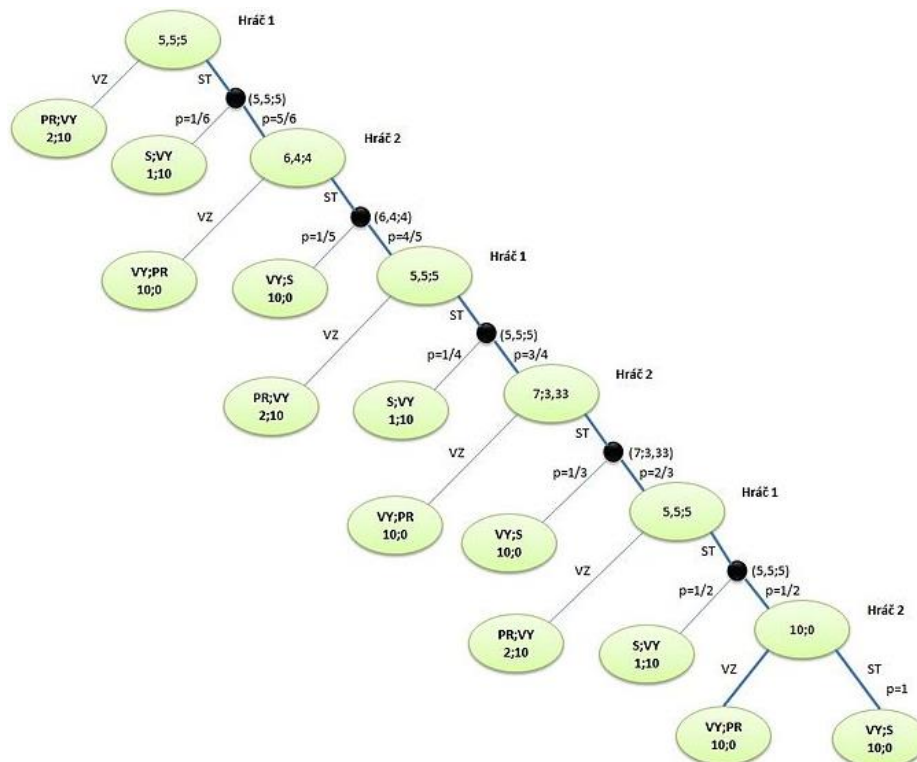 Hráč 1
5,5;5
VZ
ST
(5,5;5)
PR;VY
2;10
p=1/6
p=5/6
S;VY
1;10
Hráč 2
6,4;4
VZ
ST
(6,4;4)
VY;PR
10;0
p=1/5
p=4/5
VY;S
10;0
Hráč 1
5,5;5
VZ
ST
(5,5;5)
PR;VY
2;10
p=1/4
p=3/4
S;VY
1;10
Hráč 2
7;3,33
VZ
ST
(7;3,33)
VY;PR
10;0
p=1/3
p=2/3
VY;S
10;0
Hráč 1
5,5;5
VZ
ST
(5,5;5)
PR;VY
2;10
p=1/2
p=1/2
S;VY
1;10
Hráč 2
10;0
VZ
ST
p=1
VY;PR
10;0
VY;S
10;0